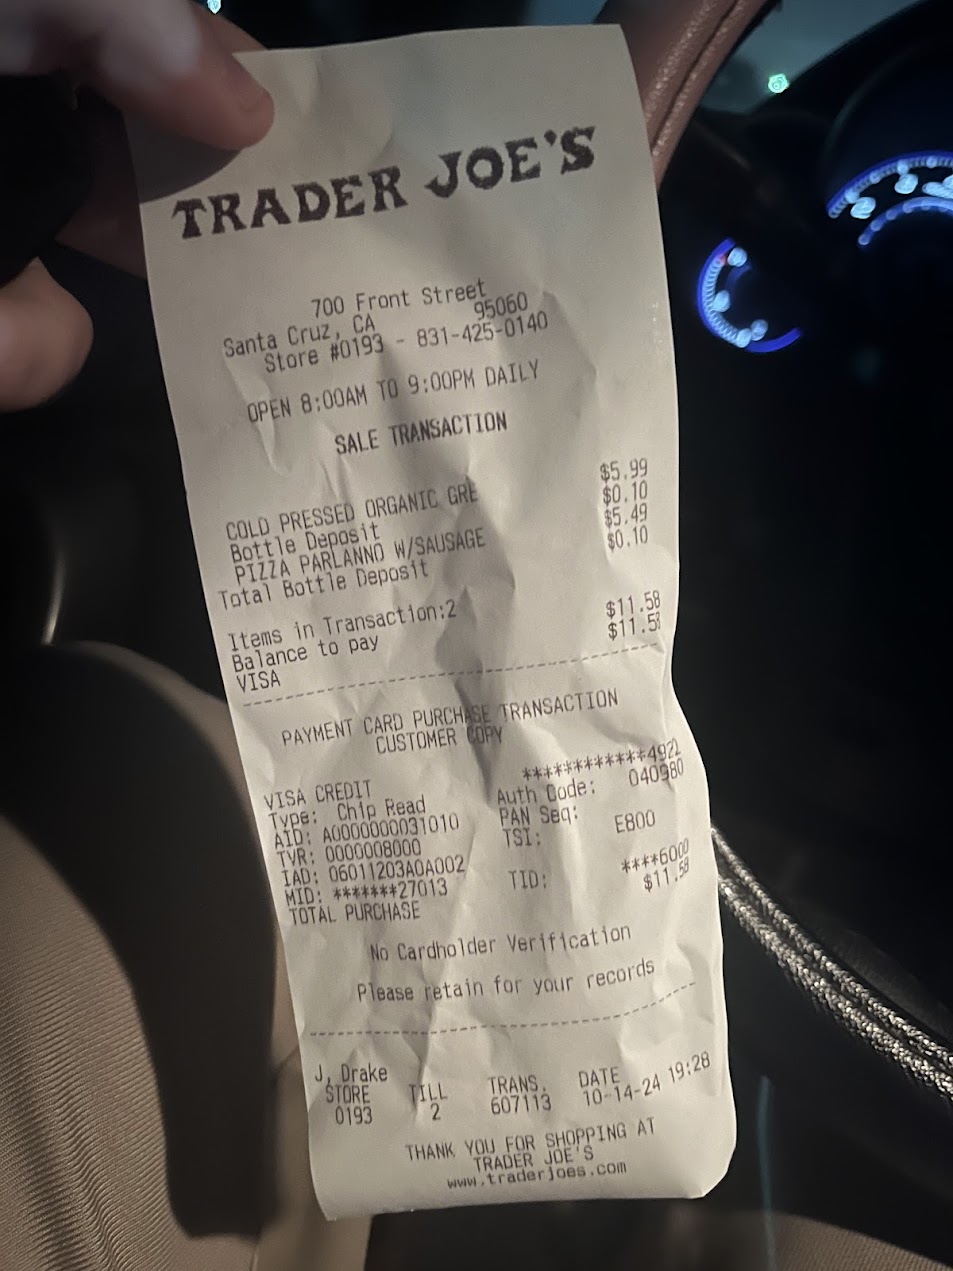 TRADER JOE'S
700 Front Street
Santa Cruz, CA 95060
Store #0193 - 831-425-0140
OPEN 8:00AM TO 9:00PM DAILY
SALE TRANSACTION
COLD PRESSED ORGANIC GRE $5.99
Bottle Deposit $0.10
PIZZA PARLANNO W/SAUSAGE $5.49
Total Bottle Deposit $0.10
Items in Transaction:2
Balance to pay $11.58
VISA $11.58
PAYMENT CARD PURCHASE TRANSACTION
CUSTOMER COPY
VISA CREDIT ************4922
Type: Chip Read Auth Code: 040980
AID: A0000000031010 PAN Seq:
TVR: 0000008000 TSI: E800
IAD: 06011203A0A002
MID: *******27013 TID: ****6000
TOTAL PURCHASE $11.58
No Cardholder Verification
Please retain for your records
J, Drake
STORE TILL TRANS. DATE
0193 2 607113 10-14-24 19:28
THANK YOU FOR SHOPPING AT
TRADER JOE'S
www.traderjoes.com